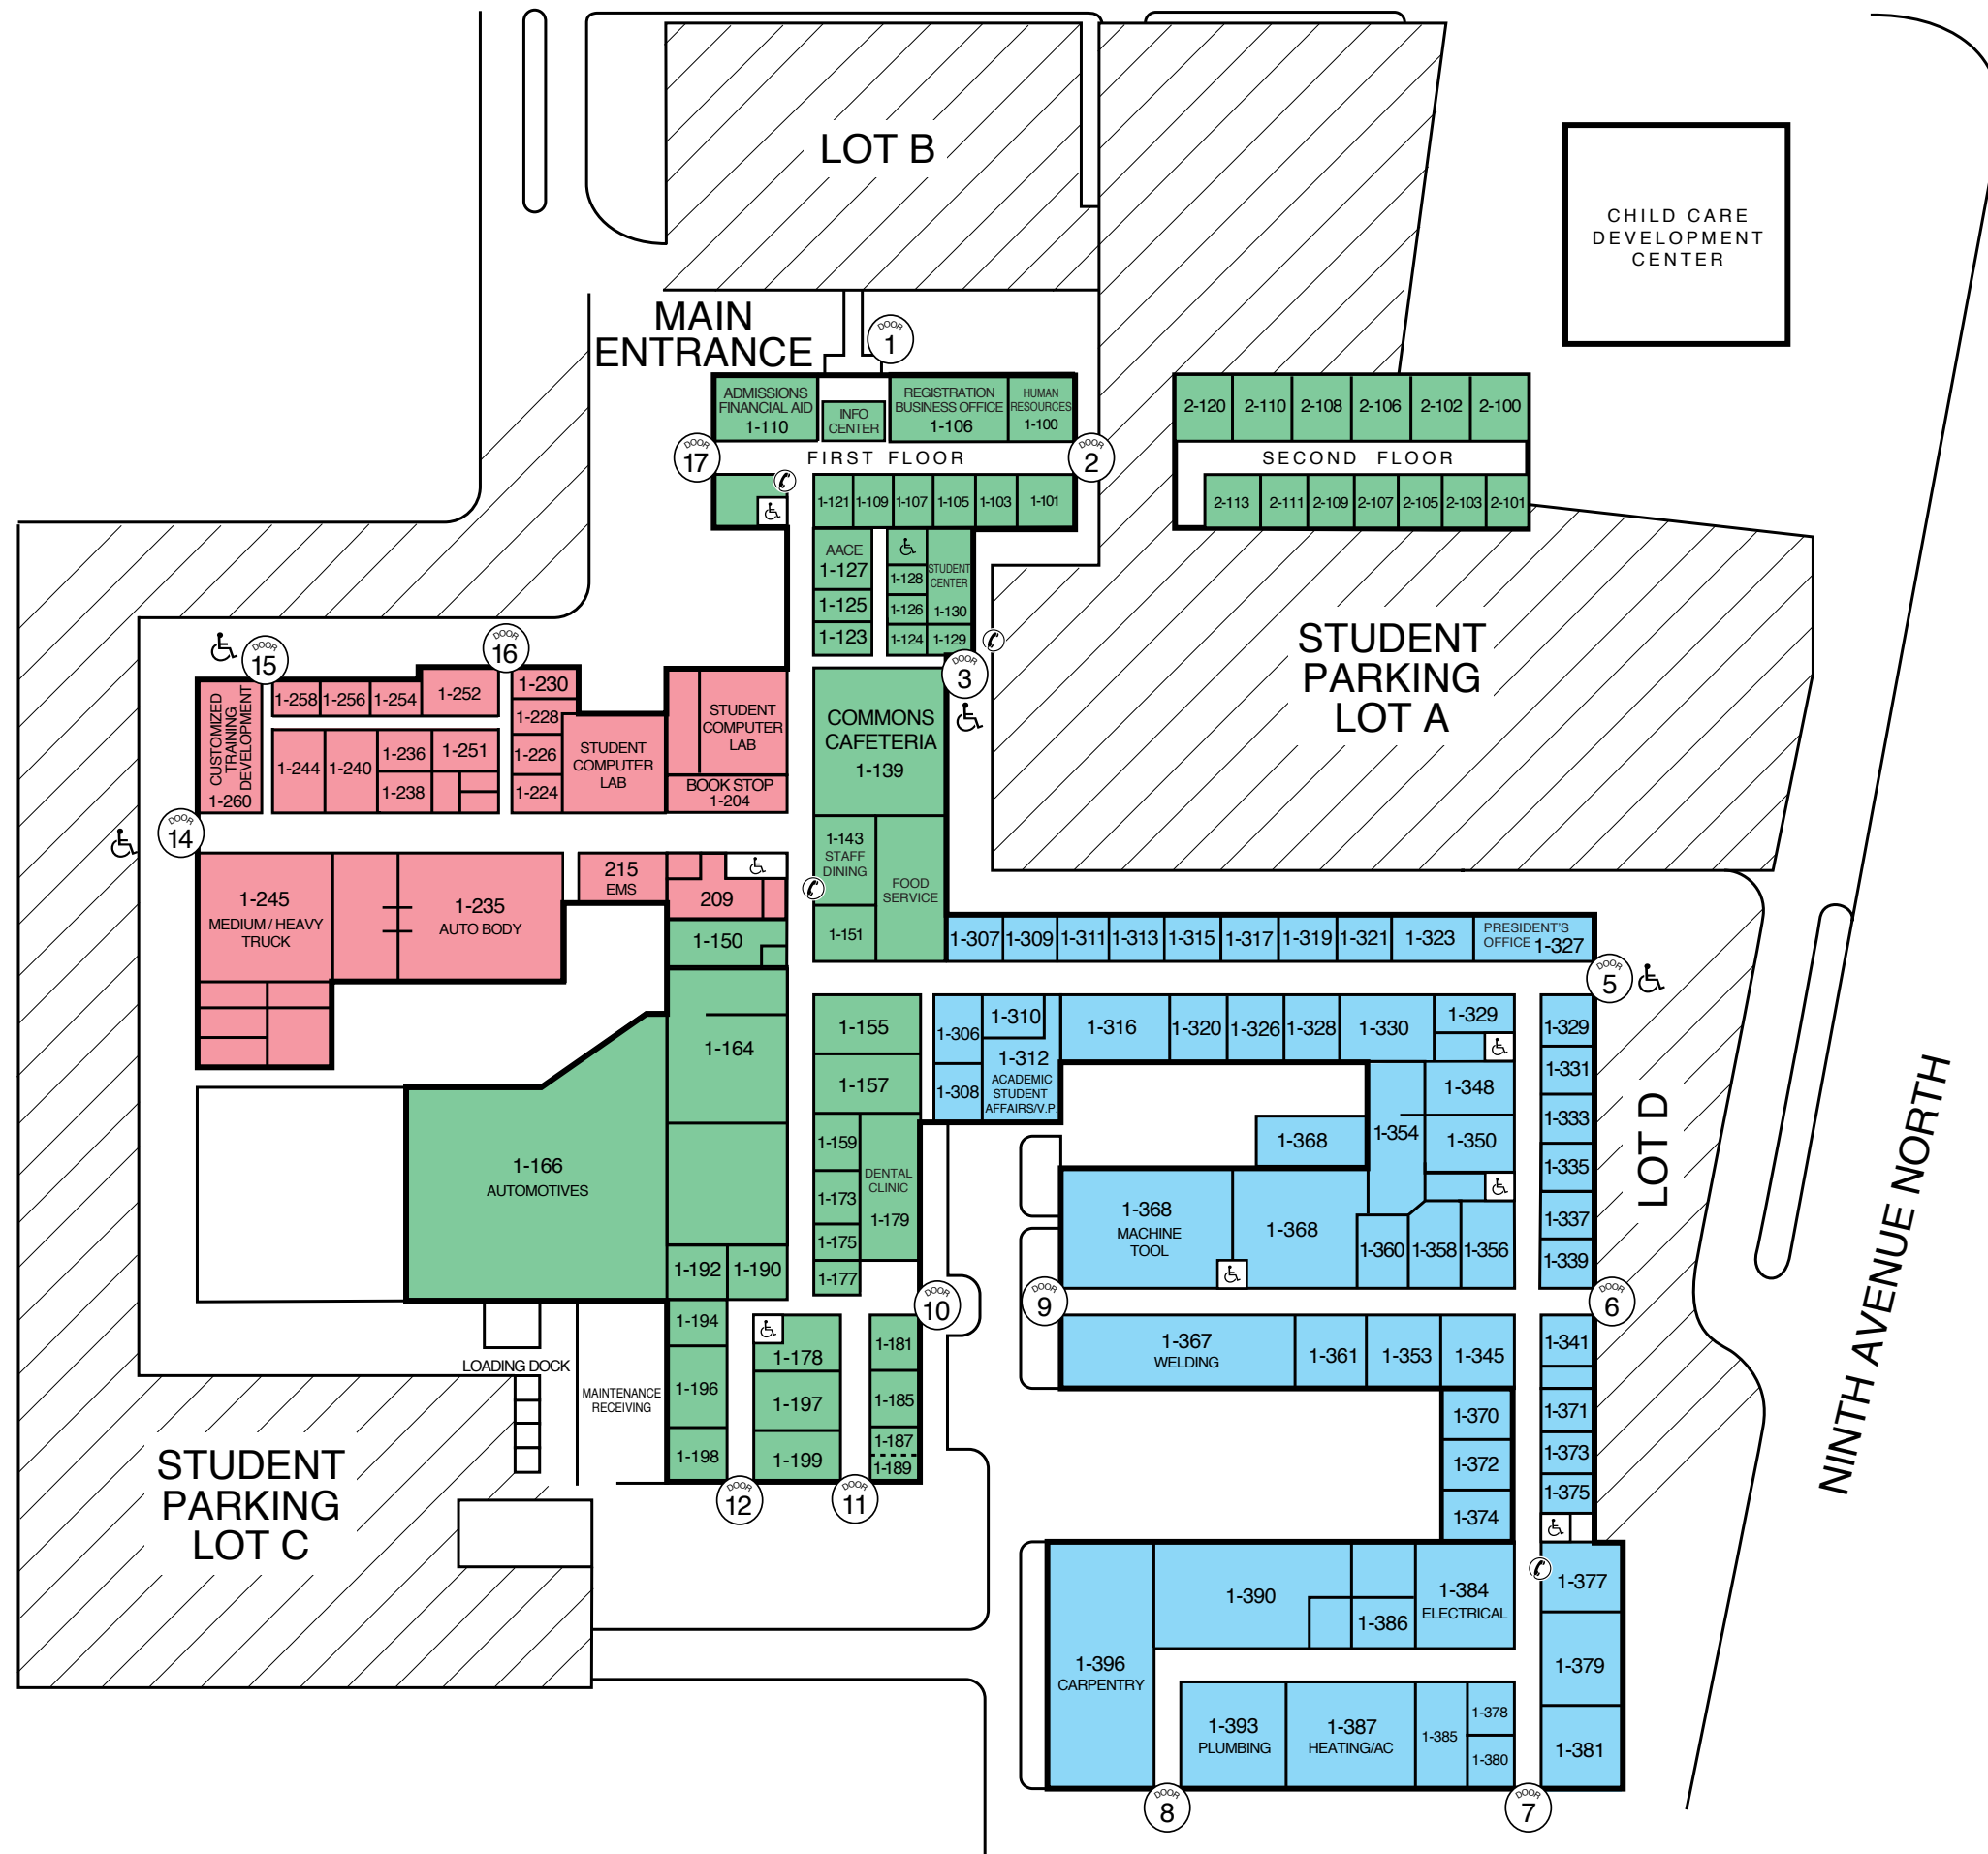 LOT B
CHILD CARE
DEVELOPMENT
CENTER
MAIN
ENTRANCE
DOOR
1
ADMISSIONS
FINANCIAL AID
1-110
INFO
CENTER
REGISTRATION
BUSINESS OFFICE
1-106
HUMAN
RESOURCES
1-100
2-120
2-110
2-108
2-106
2-102
2-100
DOOR
17
FIRST FLOOR
DOOR
2
SECOND FLOOR
1-121
1-109
1-107
1-105
1-103
1-101
2-113
2-111
2-109
2-107
2-105
2-103
2-101
AACE
1-127
1-125
1-123
1-128
1-126
1-124
STUDENT
CENTER
1-130
1-129
DOOR
3
STUDENT
PARKING
LOT A
DOOR
15
DOOR
16
CUSTOMIZED
TRAINING
DEVELOPMENT
1-260
1-258
1-256
1-254
1-252
1-230
1-228
1-226
1-224
1-244
1-240
1-236
1-238
1-251
STUDENT
COMPUTER
LAB
STUDENT
COMPUTER
LAB
BOOK STOP
1-204
COMMONS
CAFETERIA
1-139
DOOR
14
1-245
MEDIUM / HEAVY
TRUCK
1-235
AUTO BODY
215
EMS
209
1-150
1-143
STAFF
DINING
FOOD
SERVICE
1-151
1-307
1-309
1-311
1-313
1-315
1-317
1-319
1-321
1-323
PRESIDENT'S
OFFICE 1-327
DOOR
5
1-164
1-155
1-157
1-306
1-308
1-310
1-312
ACADEMIC
STUDENT
AFFAIRS/V.P.
1-316
1-320
1-326
1-328
1-330
1-329
1-329
1-331
1-333
1-335
1-337
1-339
1-348
1-350
1-354
1-368
1-166
AUTOMOTIVES
1-159
1-173
1-175
1-177
DENTAL
CLINIC
1-179
1-368
MACHINE
TOOL
1-368
1-360
1-358
1-356
LOT D
NINTH AVENUE NORTH
1-192
1-190
DOOR
10
DOOR
9
DOOR
6
1-194
1-196
1-198
1-178
1-197
1-199
1-181
1-185
1-187
1-189
1-367
WELDING
1-361
1-353
1-345
1-341
1-371
1-373
1-375
1-370
1-372
1-374
LOADING DOCK
MAINTENANCE
RECEIVING
STUDENT
PARKING
LOT C
DOOR
12
DOOR
11
1-396
CARPENTRY
1-390
1-386
1-384
ELECTRICAL
1-377
1-379
1-381
1-393
PLUMBING
1-387
HEATING/AC
1-385
1-378
1-380
DOOR
8
DOOR
7